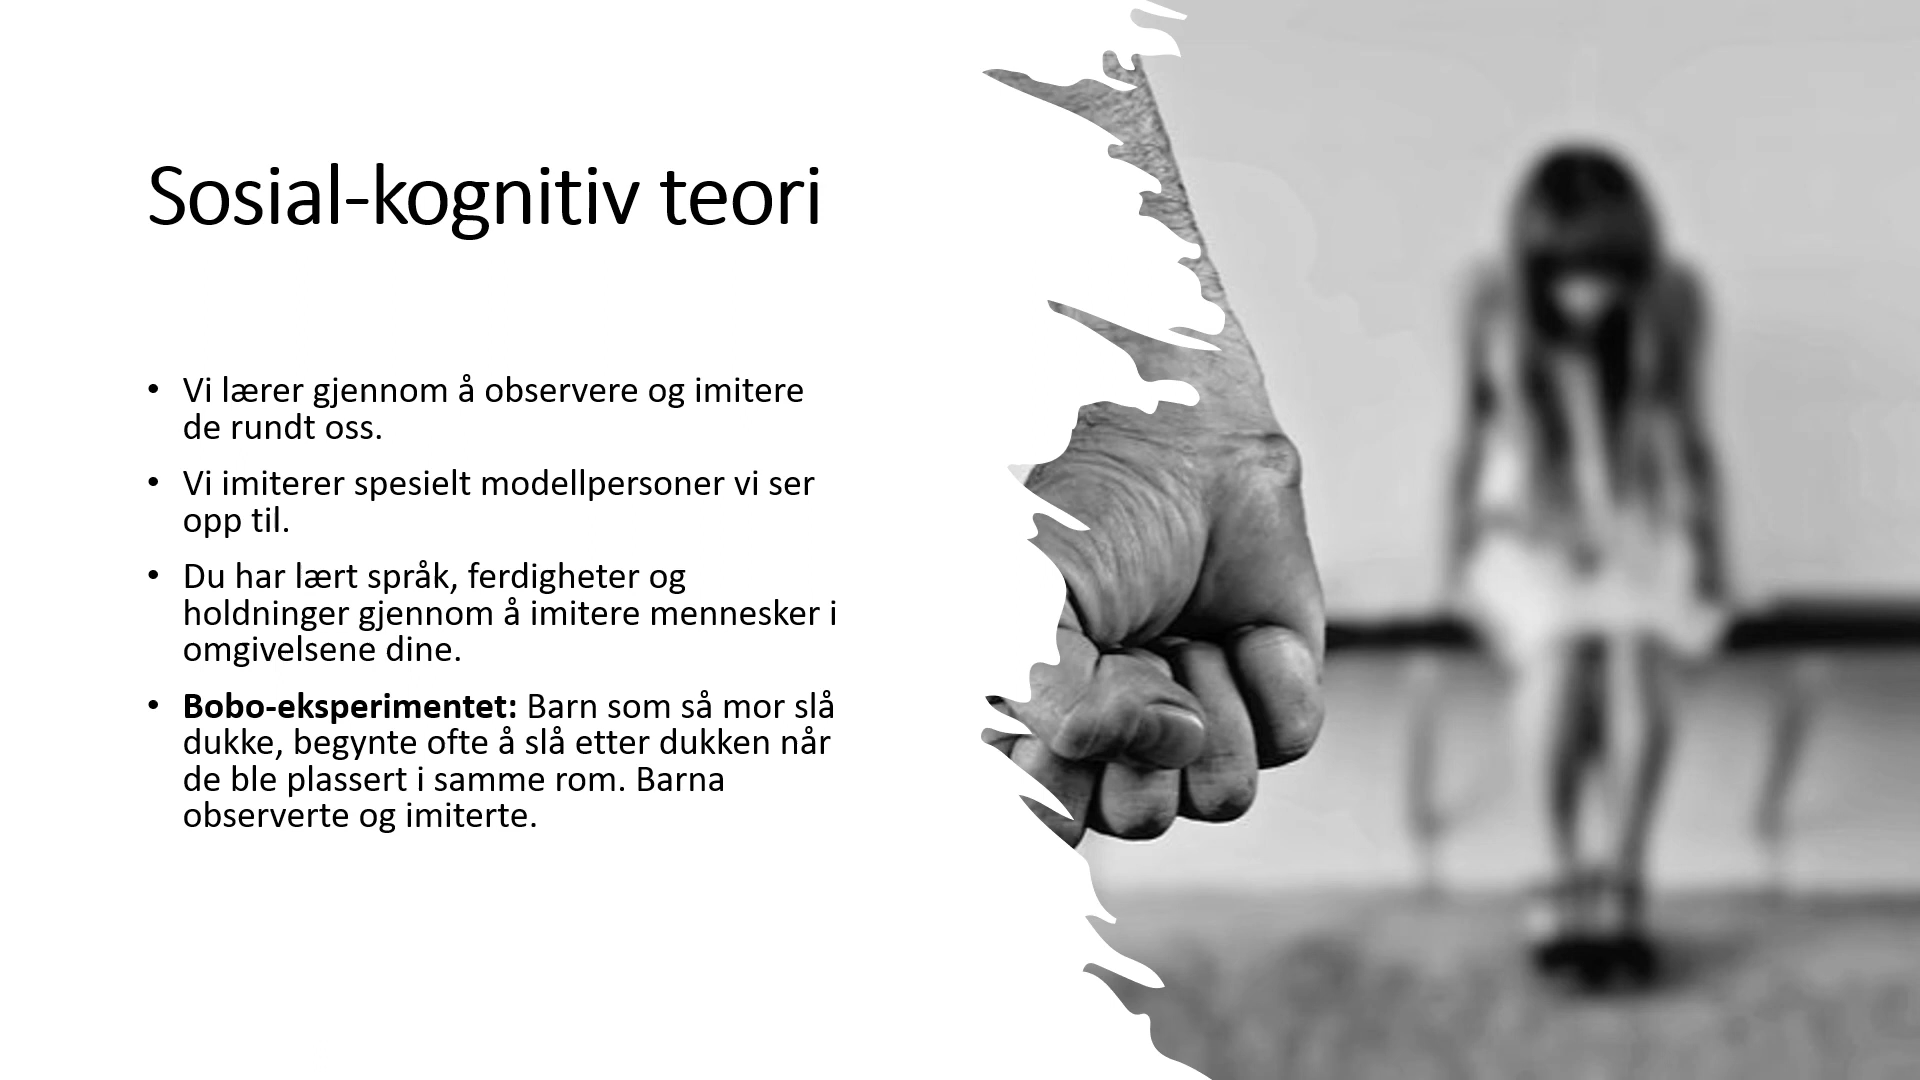 Sosial-kognitiv teori
• Vi lærer gjennom å observere og imitere
de rundt oss.
• Vi imiterer spesielt modellpersoner vi ser
opp til.
• Du har lært språk, ferdigheter og
holdninger gjennom å imitere mennesker i
omgivelsene dine.
• Bobo-eksperimentet: Barn som så mor slå
dukke, begynte ofte å slå etter dukken når
de ble plassert i samme rom. Barna
observerte og imiterte.